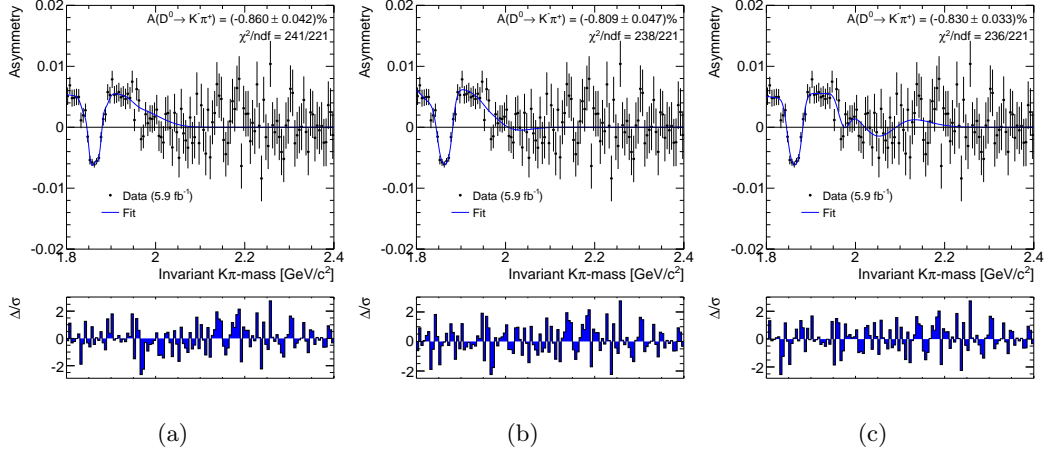 A(D⁰→ K⁻π⁺) = (-0.860 ± 0.042)%
χ²/ndf = 241/221
Asymmetry
0.01
0
-0.01
-0.02
Data (5.9 fb⁻¹)
Fit
1.8 2 2.2 2.4
Invariant Kπ-mass [GeV/c²]
Δ/σ
2
0
-2
(a)
A(D⁰→ K⁻π⁺) = (-0.809 ± 0.047)%
χ²/ndf = 238/221
Asymmetry
0.02
0.01
0
-0.01
-0.02
Data (5.9 fb⁻¹)
Fit
1.8 2 2.2 2.4
Invariant Kπ-mass [GeV/c²]
Δ/σ
2
0
-2
(b)
A(D⁰→ K⁻π⁺) = (-0.830 ± 0.033)%
χ²/ndf = 236/221
Asymmetry
0.02
0.01
0
-0.01
-0.02
Data (5.9 fb⁻¹)
Fit
1.8 2 2.2 2.4
Invariant Kπ-mass [GeV/c²]
Δ/σ
2
0
-2
(c)